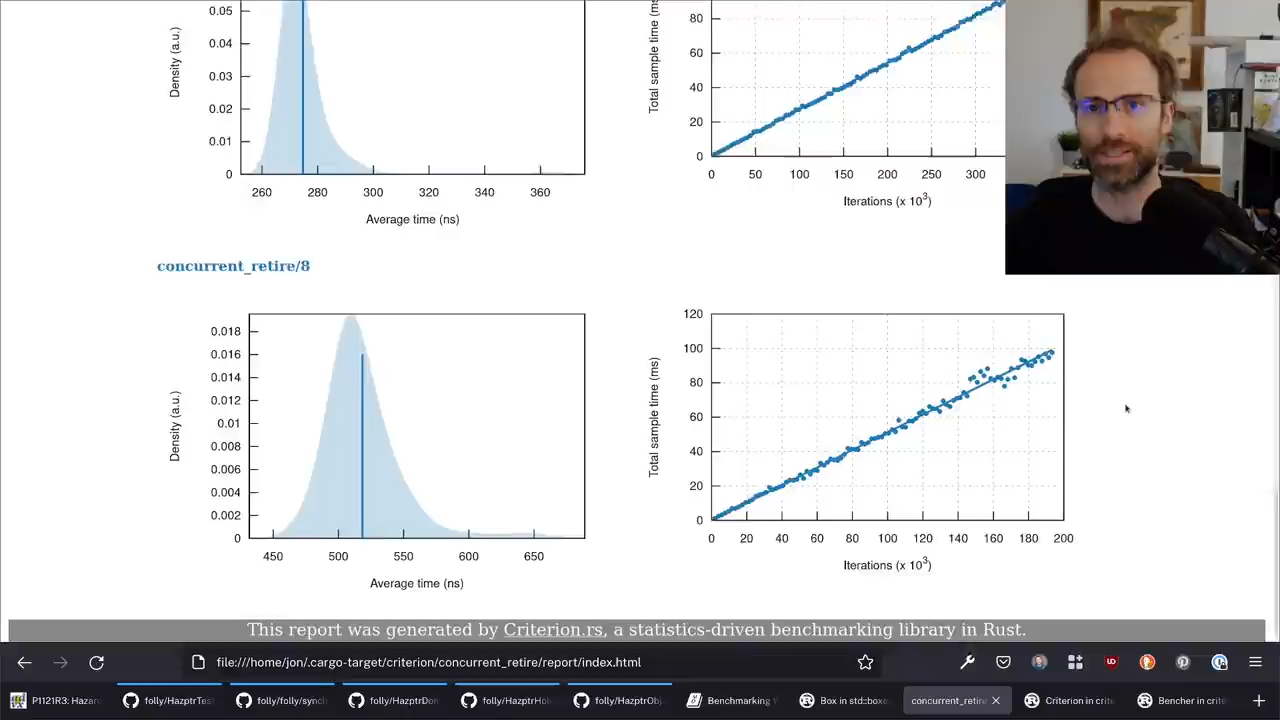 0.05
0.04
0.03
0.02
0.01
0
Density (a.u.)
260 280 300 320 340 360
Average time (ns)
80
60
40
20
0
Total sample time (ms
0 50 100 150 200 250 300
Iterations (x 10³)
concurrent_retire/8
0.018
0.016
0.014
0.012
0.01
0.008
0.006
0.004
0.002
0
Density (a.u.)
450 500 550 600 650
Average time (ns)
120
100
80
60
40
20
0
Total sample time (ms)
0 20 40 60 80 100 120 140 160 180 200
Iterations (x 10³)
This report was generated by Criterion.rs, a statistics-driven benchmarking library in Rust.
file:///home/jon/.cargo-target/criterion/concurrent_retire/report/index.html
P1121R3: Hazar folly/HazptrTes folly/folly/synch folly/HazptrDon folly/HazptrHol folly/HazptrObj Benchmarking Box in std::boxe concurrent_retire Criterion in crite Bencher in crite